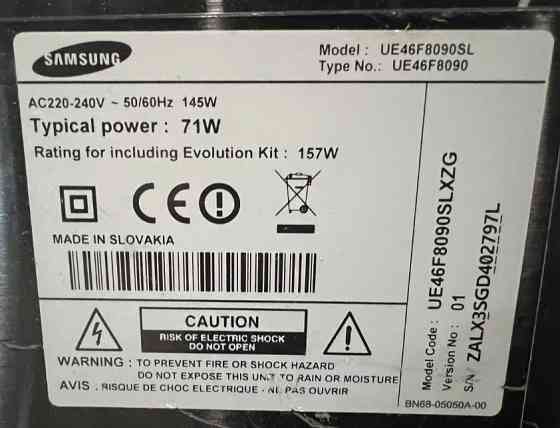 SAMSUNG
Model : UE46F8090SL
Type No.: UE46F8090
AC220-240V ~ 50/60Hz 145W
Typical power : 71W
Rating for including Evolution Kit : 157W
CE
MADE IN SLOVAKIA
CAUTION
RISK OF ELECTRIC SHOCK
DO NOT OPEN
WARNING : TO PREVENT FIRE OR SHOCK HAZARD
DO NOT EXPOSE THIS UNIT TO RAIN OR MOISTURE
AVIS : RISQUE DE CHOC ELECTRIQUE - NE PAS OUVRIR
Model Code : UE46F8090SLXZG
Version No : 01
S/N ZALX3SGD402797L
BN68-05050A-00